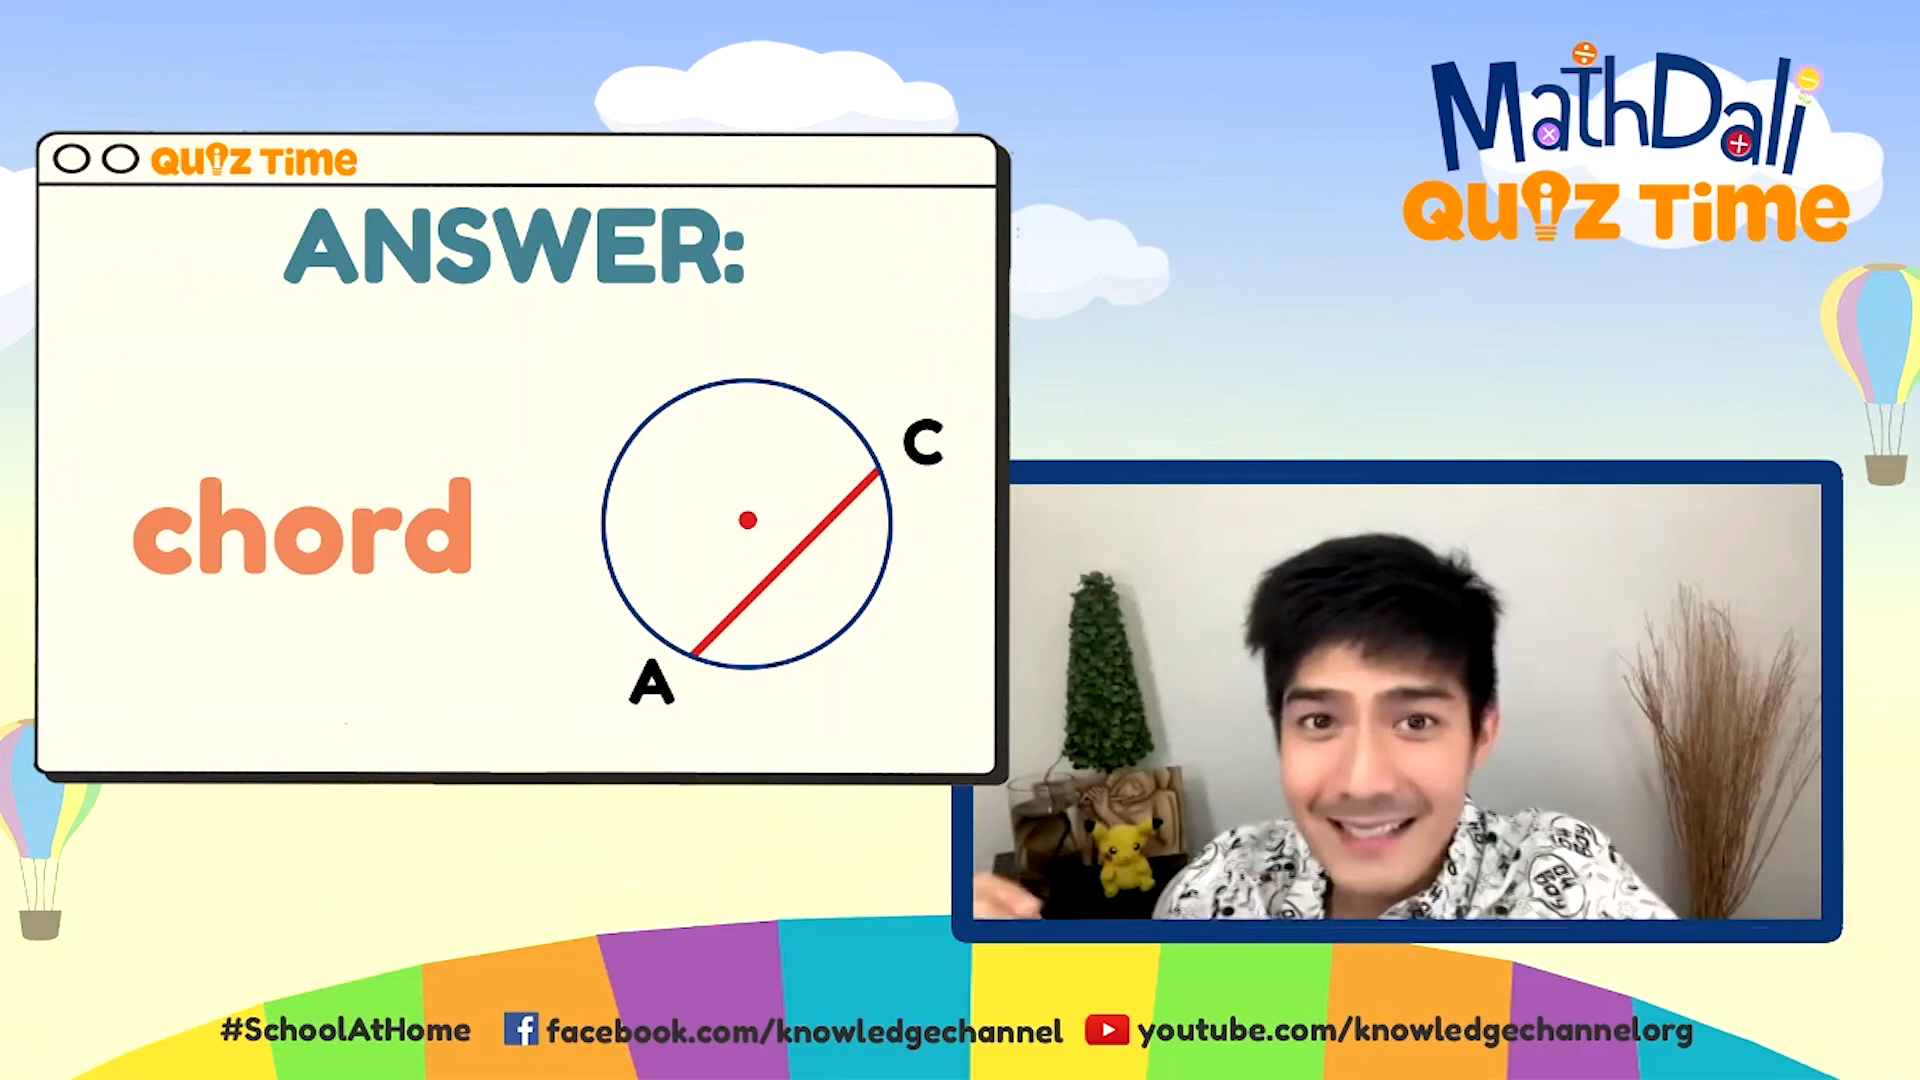 MathDali
QUIZ TIME
QUIZ TIME
ANSWER:
chord
C
A
#SchoolAtHome
facebook.com/knowledgechannel
youtube.com/knowledgechannelorg